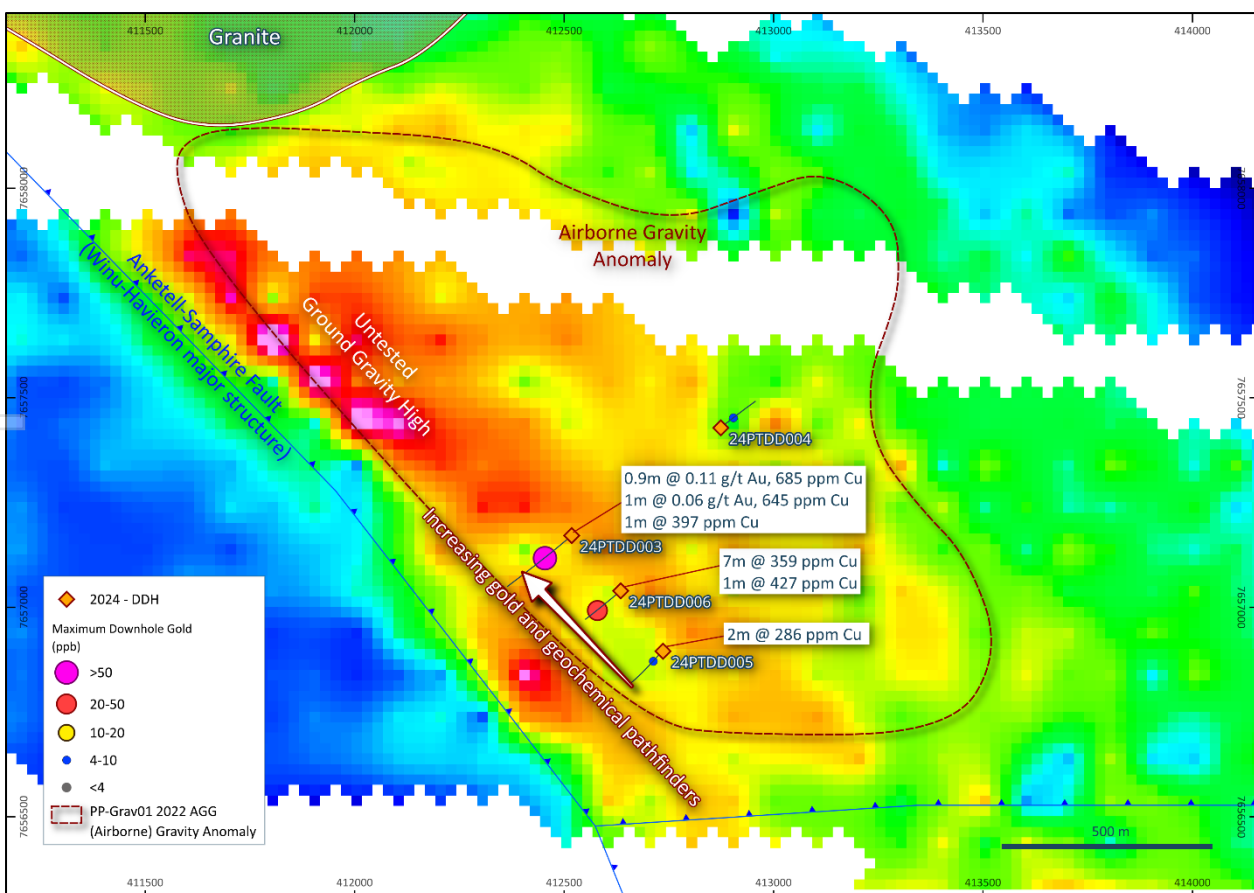 411500
412000
412500
413000
413500
414000
Granite
7658000
7658000
Airborne Gravity
Anomaly
Anketell-Samphire Fault
(Winu-Havieron major structure)
Untested
Ground Gravity High
7657500
7657500
24PTDD004
0.9m @ 0.11 g/t Au, 685 ppm Cu
1m @ 0.06 g/t Au, 645 ppm Cu
1m @ 397 ppm Cu
24PTDD003
7m @ 359 ppm Cu
1m @ 427 ppm Cu
24PTDD006
2m @ 286 ppm Cu
24PTDD005
Increasing gold and geochemical pathfinders
7657000
7657000
2024 - DDH
Maximum Downhole Gold
(ppb)
>50
20-50
10-20
4-10
<4
PP-Grav01 2022 AGG
(Airborne) Gravity Anomaly
7656500
7656500
500 m
411500
412000
412500
413000
413500
414000